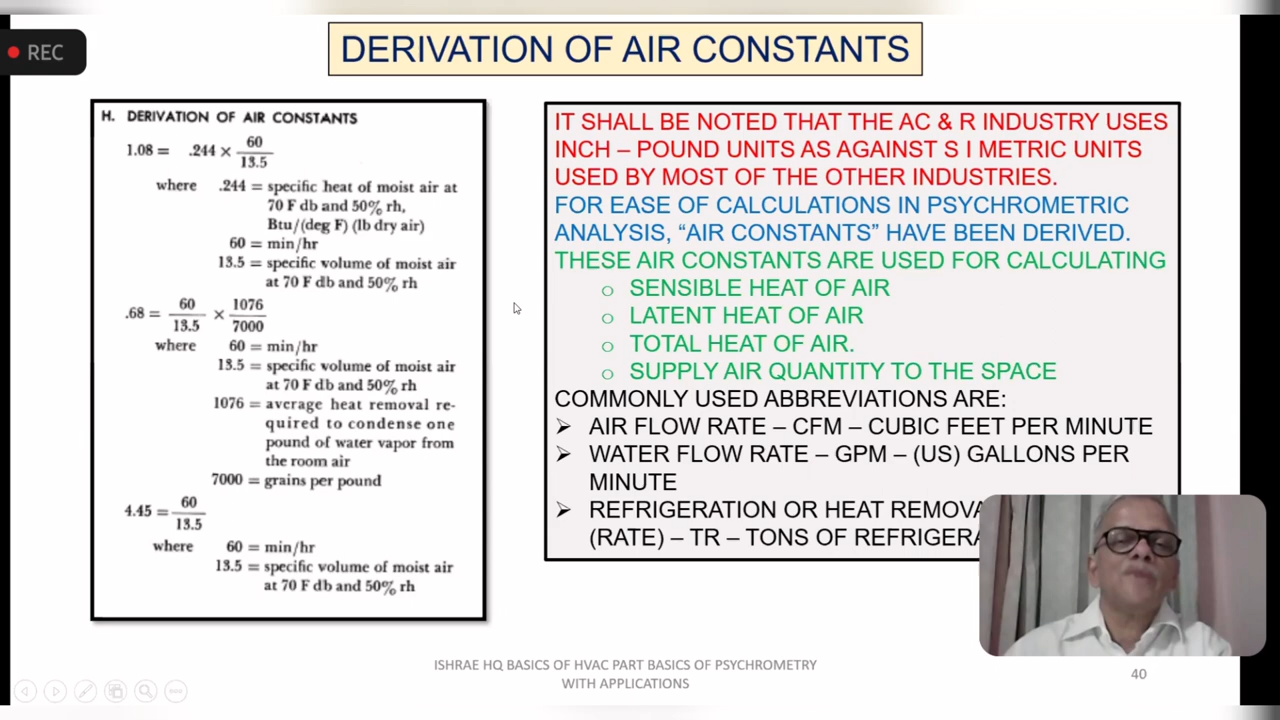 REC
DERIVATION OF AIR CONSTANTS
H. DERIVATION OF AIR CONSTANTS
1.08 = .244 × 60/13.5
where .244 = specific heat of moist air at
70 F db and 50% rh,
Btu/(deg F) (lb dry air)
60 = min/hr
13.5 = specific volume of moist air
at 70 F db and 50% rh
.68 = 60/13.5 × 1076/7000
where 60 = min/hr
13.5 = specific volume of moist air
at 70 F db and 50% rh
1076 = average heat removal re-
quired to condense one
pound of water vapor from
the room air
7000 = grains per pound
4.45 = 60/13.5
where 60 = min/hr
13.5 = specific volume of moist air
at 70 F db and 50% rh
IT SHALL BE NOTED THAT THE AC & R INDUSTRY USES
INCH – POUND UNITS AS AGAINST S I METRIC UNITS
USED BY MOST OF THE OTHER INDUSTRIES.
FOR EASE OF CALCULATIONS IN PSYCHROMETRIC
ANALYSIS, “AIR CONSTANTS” HAVE BEEN DERIVED.
THESE AIR CONSTANTS ARE USED FOR CALCULATING
o SENSIBLE HEAT OF AIR
o LATENT HEAT OF AIR
o TOTAL HEAT OF AIR.
o SUPPLY AIR QUANTITY TO THE SPACE
COMMONLY USED ABBREVIATIONS ARE:
➢ AIR FLOW RATE – CFM – CUBIC FEET PER MINUTE
➢ WATER FLOW RATE – GPM – (US) GALLONS PER
MINUTE
➢ REFRIGERATION OR HEAT REMOVA
(RATE) – TR – TONS OF REFRIGERA
ISHRAE HQ BASICS OF HVAC PART BASICS OF PSYCHROMETRY
WITH APPLICATIONS
40